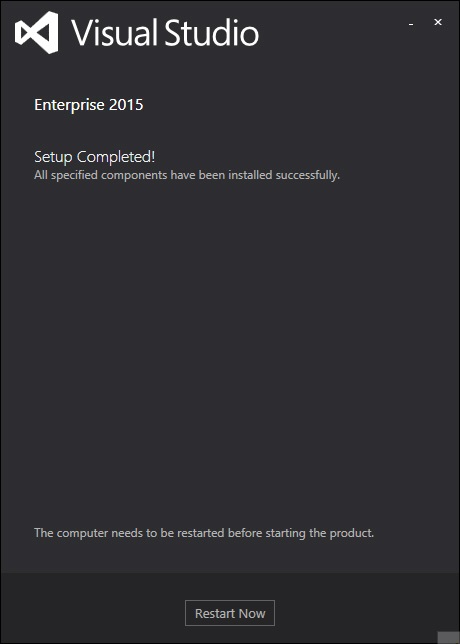 Visual Studio
Enterprise 2015
Setup Completed!
All specified components have been installed successfully.
The computer needs to be restarted before starting the product.
Restart Now